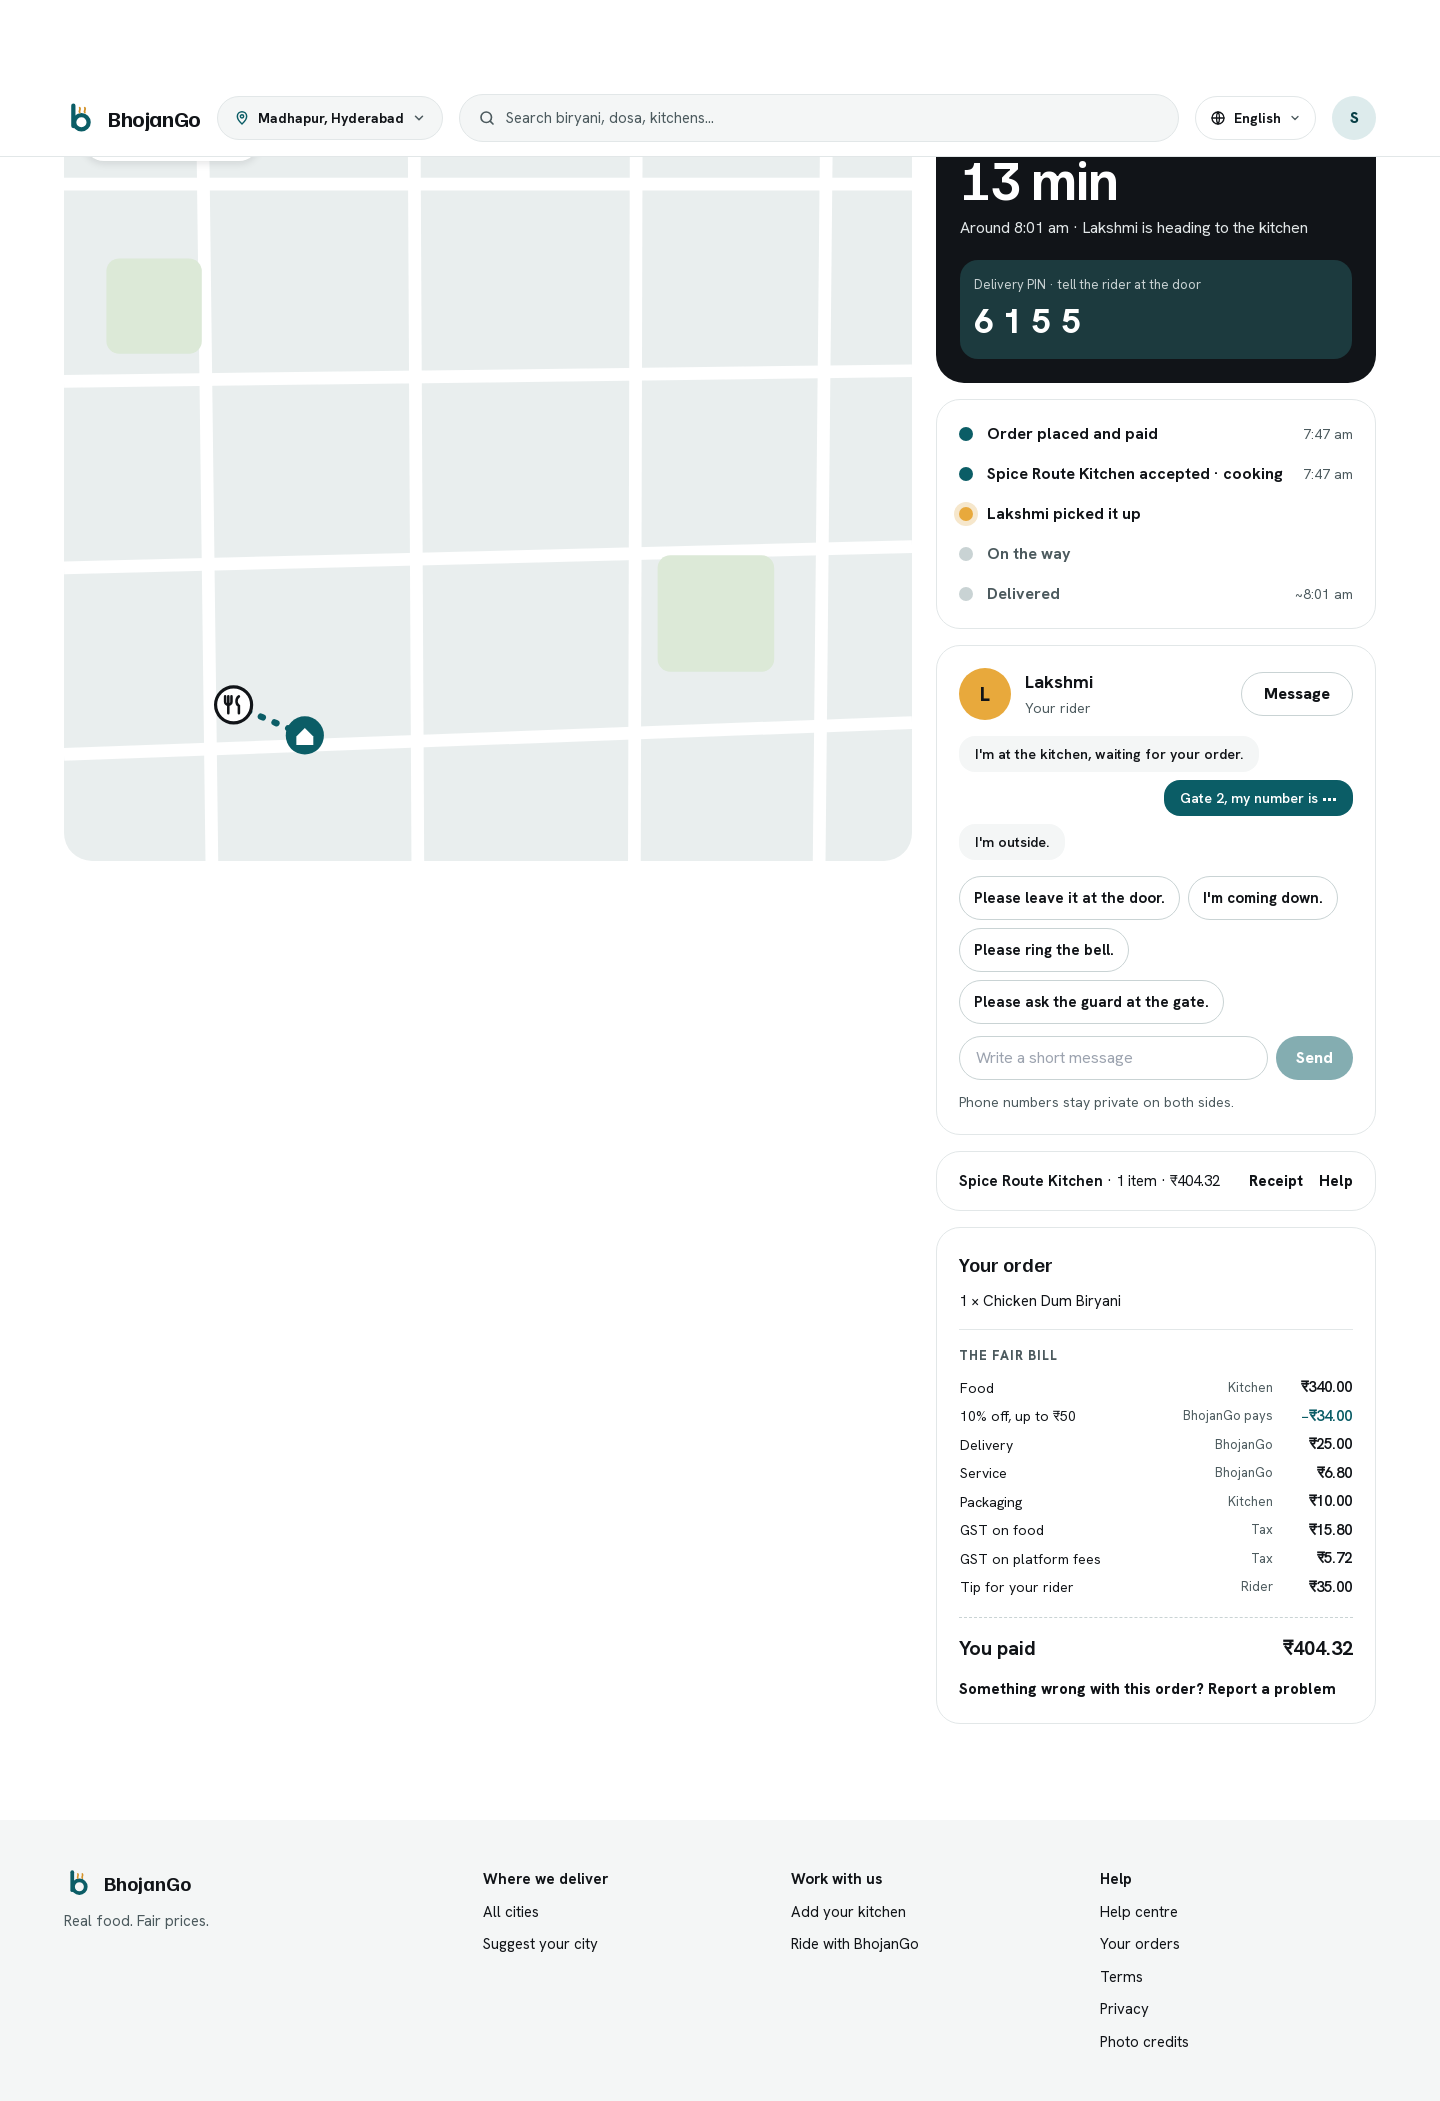 BhojanGo
Madhapur, Hyderabad
Search biryani, dosa, kitchens...
English
S
13 min
Around 8:01 am · Lakshmi is heading to the kitchen
Delivery PIN · tell the rider at the door
6 1 5 5
Order placed and paid 7:47 am
Spice Route Kitchen accepted · cooking 7:47 am
Lakshmi picked it up
On the way
Delivered ~8:01 am
L
Lakshmi
Your rider
Message
I'm at the kitchen, waiting for your order.
Gate 2, my number is •••
I'm outside.
Please leave it at the door.
I'm coming down.
Please ring the bell.
Please ask the guard at the gate.
Write a short message
Send
Phone numbers stay private on both sides.
Spice Route Kitchen · 1 item · ₹404.32 Receipt Help
Your order
1 × Chicken Dum Biryani
THE FAIR BILL
Food Kitchen ₹340.00
10% off, up to ₹50 BhojanGo pays −₹34.00
Delivery BhojanGo ₹25.00
Service BhojanGo ₹6.80
Packaging Kitchen ₹10.00
GST on food Tax ₹15.80
GST on platform fees Tax ₹5.72
Tip for your rider Rider ₹35.00
You paid ₹404.32
Something wrong with this order? Report a problem
BhojanGo
Real food. Fair prices.
Where we deliver
All cities
Suggest your city
Work with us
Add your kitchen
Ride with BhojanGo
Help
Help centre
Your orders
Terms
Privacy
Photo credits